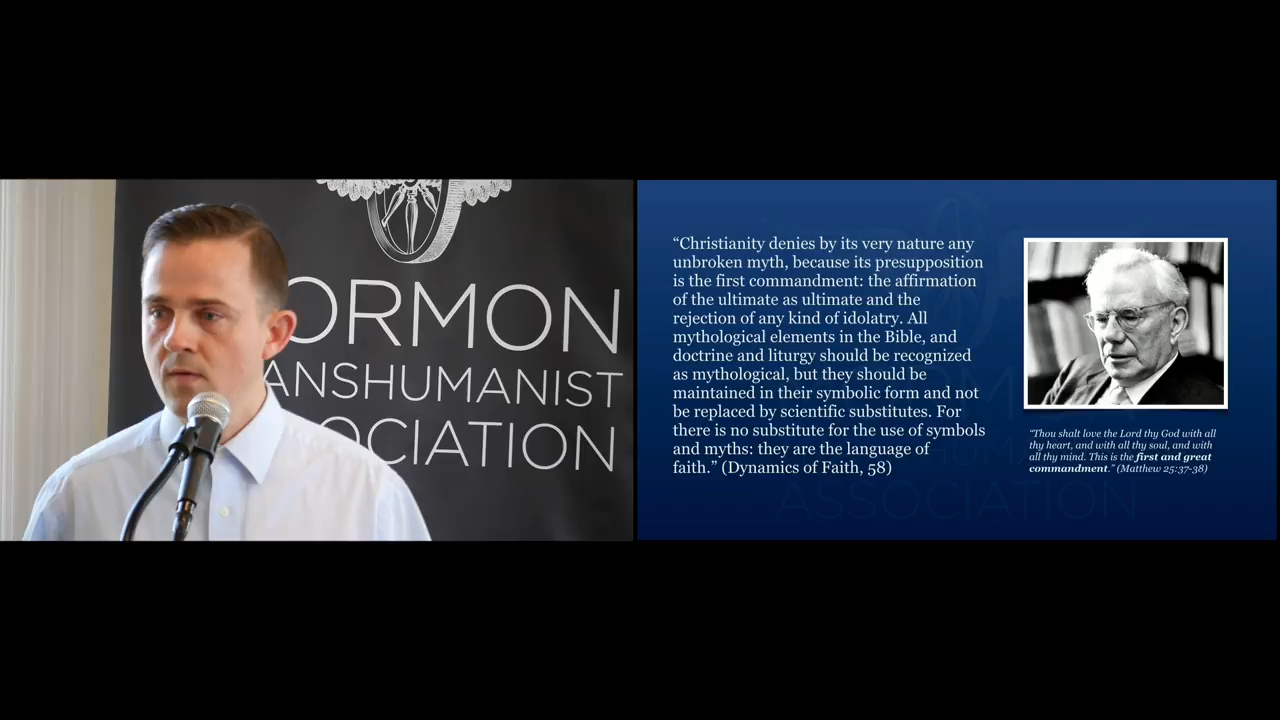 ORMON
ANSHUMANIST
OCIATION
“Christianity denies by its very nature any
unbroken myth, because its presupposition
is the first commandment: the affirmation
of the ultimate as ultimate and the
rejection of any kind of idolatry. All
mythological elements in the Bible, and
doctrine and liturgy should be recognized
as mythological, but they should be
maintained in their symbolic form and not
be replaced by scientific substitutes. For
there is no substitute for the use of symbols
and myths: they are the language of
faith.” (Dynamics of Faith, 58)
“Thou shalt love the Lord thy God with all
thy heart, and with all thy soul, and with
all thy mind. This is the first and great
commandment.” (Matthew 25:37-38)
ASSOCIATION